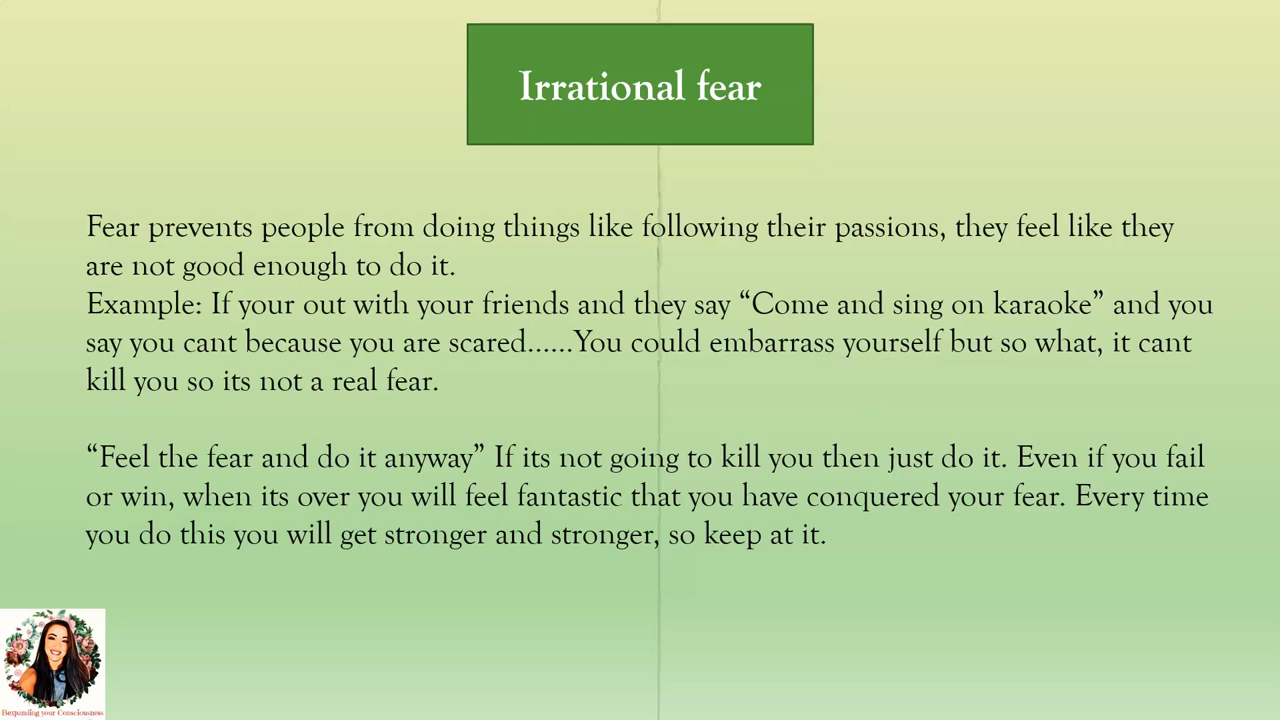 Irrational fear
Fear prevents people from doing things like following their passions, they feel like they
are not good enough to do it.
Example: If your out with your friends and they say “Come and sing on karaoke” and you
say you cant because you are scared......You could embarrass yourself but so what, it cant
kill you so its not a real fear.
“Feel the fear and do it anyway” If its not going to kill you then just do it. Even if you fail
or win, when its over you will feel fantastic that you have conquered your fear. Every time
you do this you will get stronger and stronger, so keep at it.
your Consciousness